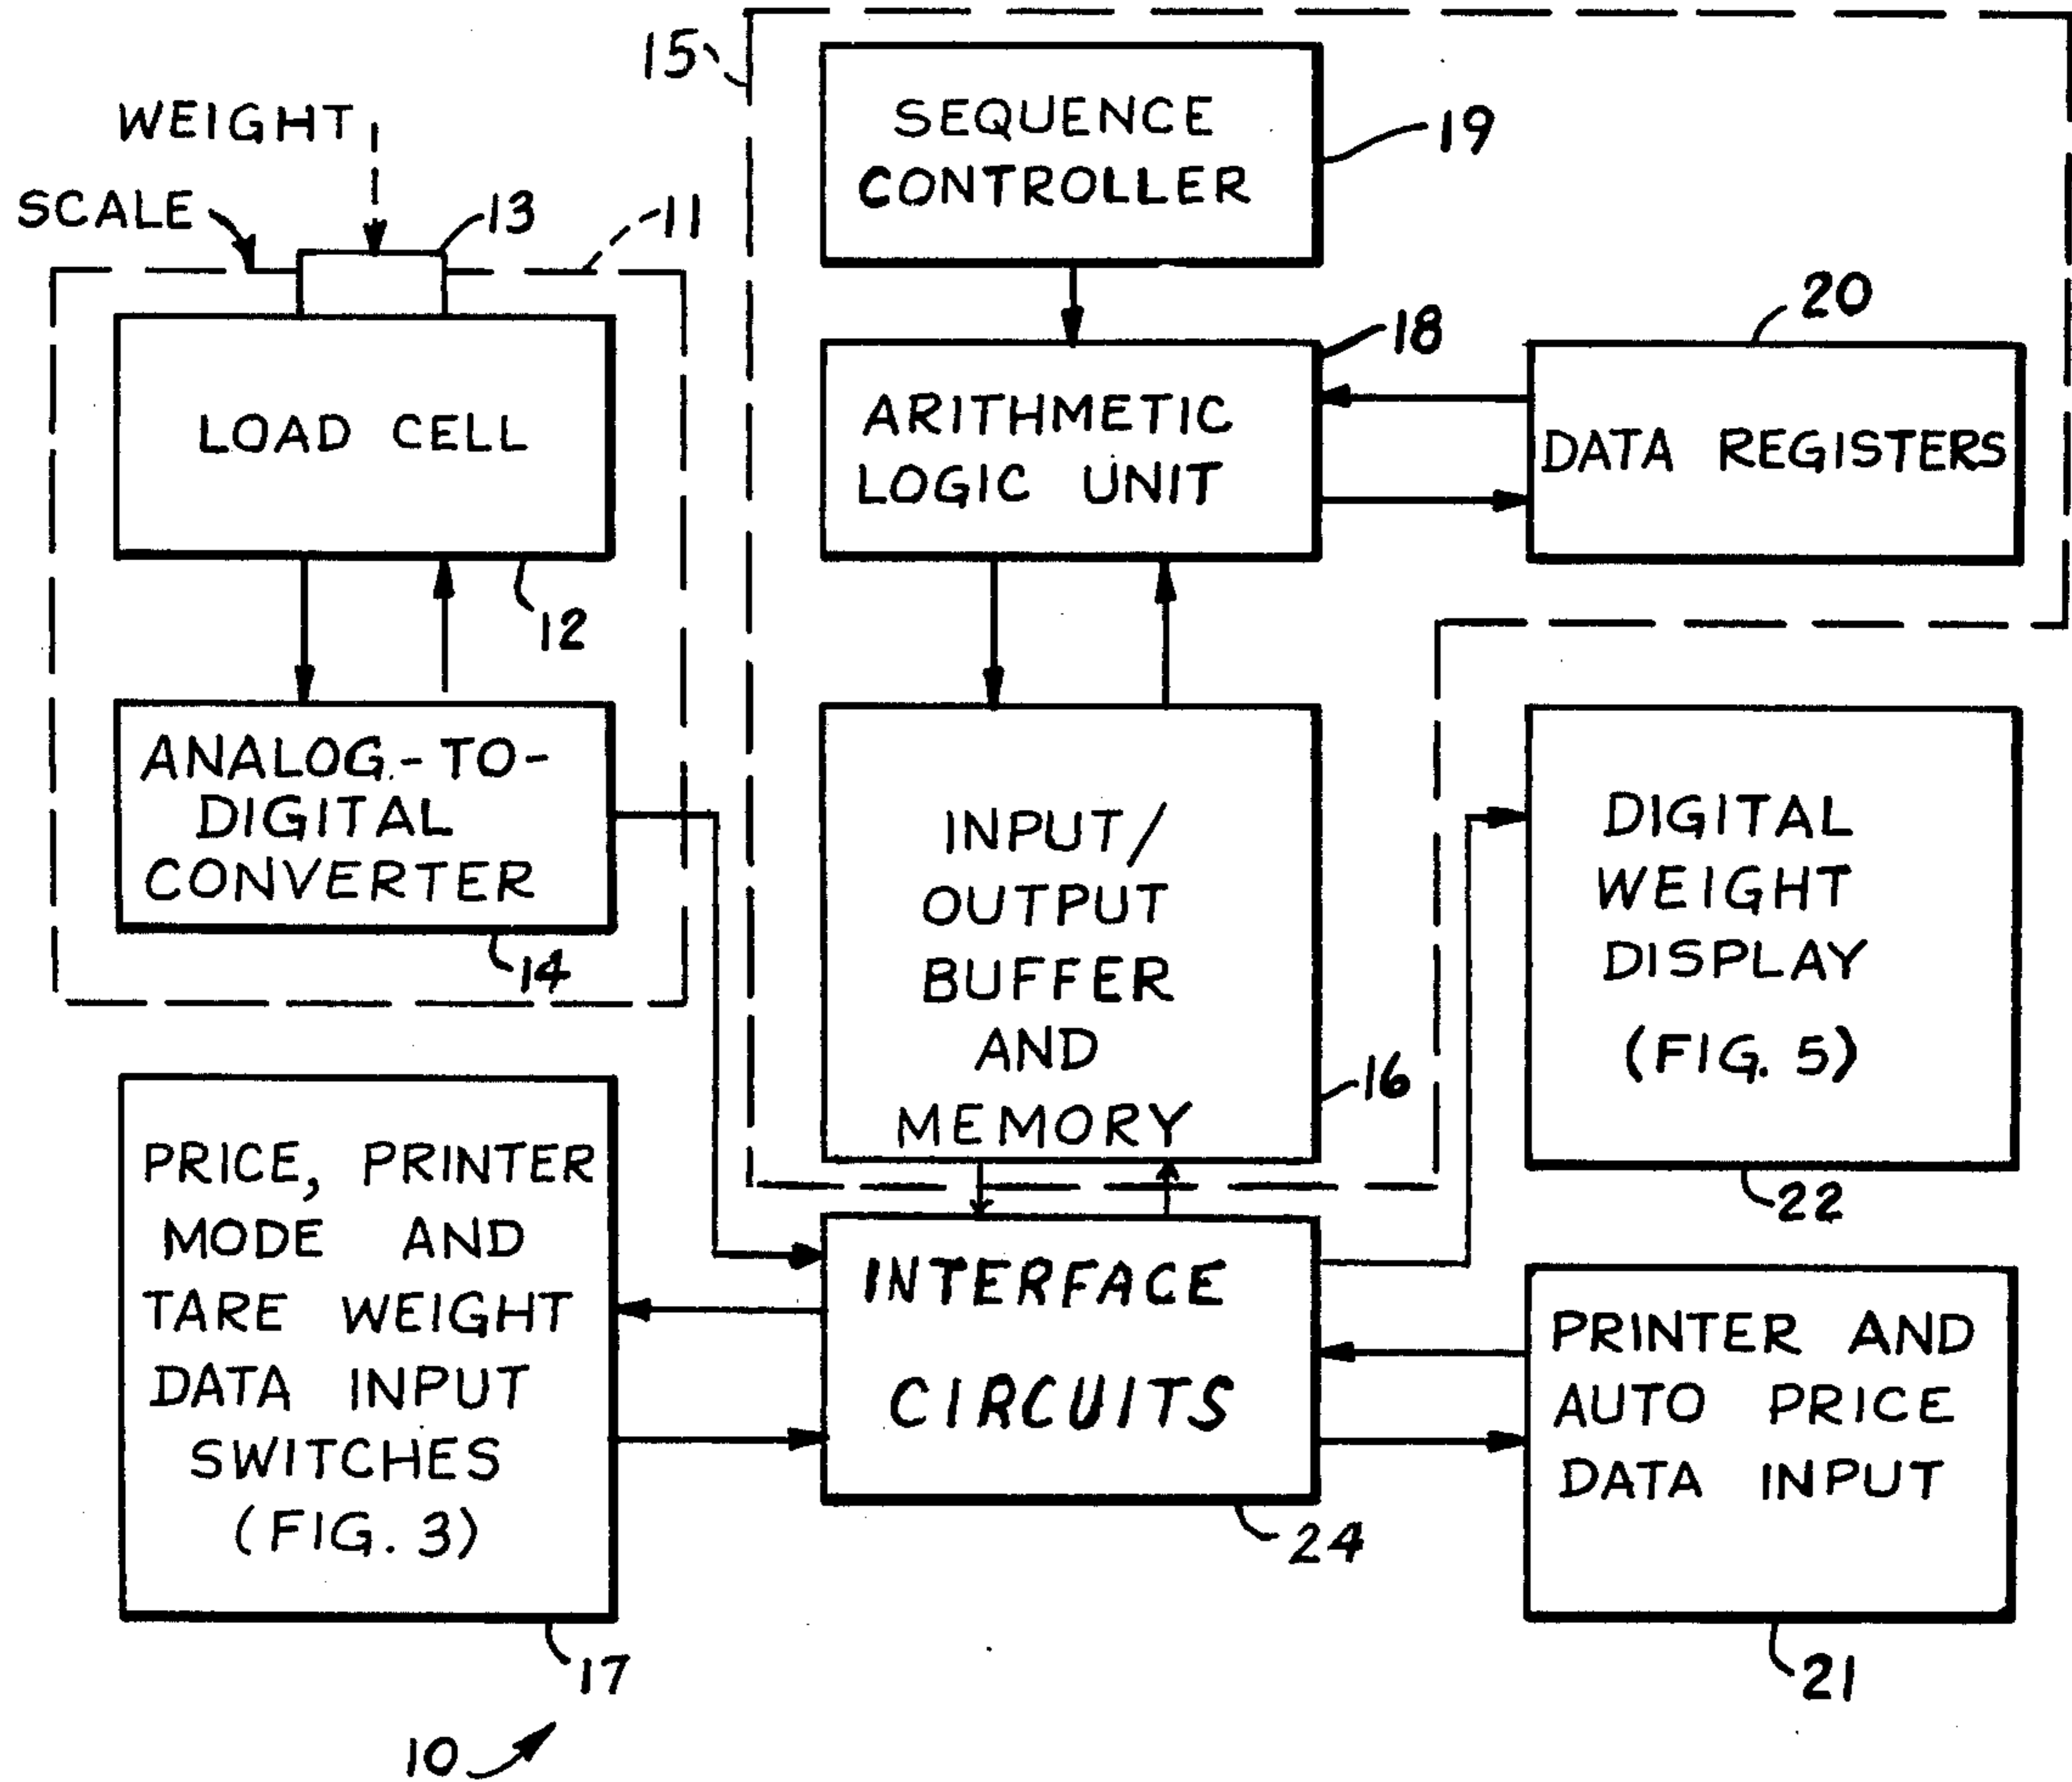 15
SEQUENCE
CONTROLLER
19
WEIGHT
SCALE
13
11
LOAD CELL
12
ARITHMETIC
LOGIC UNIT
18
20
DATA REGISTERS
ANALOG.-TO-
DIGITAL
CONVERTER
14
INPUT/
OUTPUT
BUFFER
AND
MEMORY
16
DIGITAL
WEIGHT
DISPLAY
(FIG. 5)
22
PRICE, PRINTER
MODE AND
TARE WEIGHT
DATA INPUT
SWITCHES
(FIG. 3)
17
INTERFACE
CIRCUITS
24
PRINTER AND
AUTO PRICE
DATA INPUT
21
10